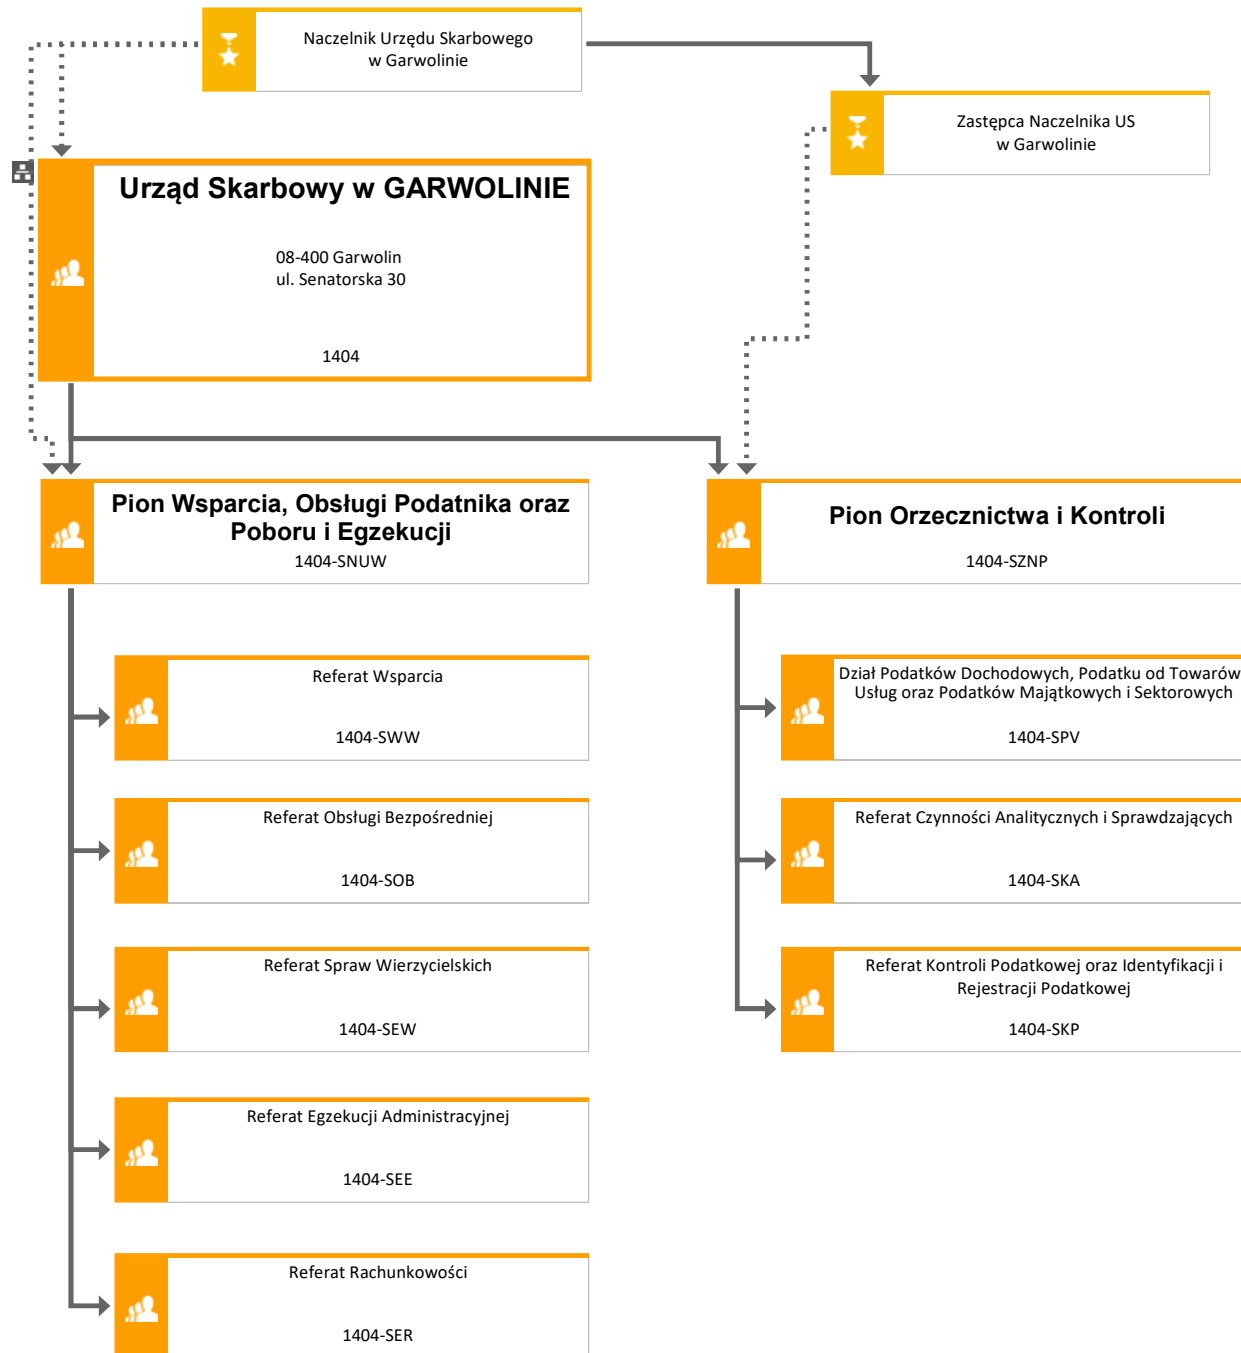 Naczelnik Urzędu Skarbowego
w Garwolinie
Zastępca Naczelnika US
w Garwolinie
Urząd Skarbowy w GARWOLINIE
08-400 Garwolin
ul. Senatorska 30
1404
Pion Wsparcia, Obsługi Podatnika oraz
Poboru i Egzekucji
1404-SNUW
Pion Orzecznictwa i Kontroli
1404-SZNP
Referat Wsparcia
1404-SWW
Referat Obsługi Bezpośredniej
1404-SOB
Referat Spraw Wierzycielskich
1404-SEW
Referat Egzekucji Administracyjnej
1404-SEE
Referat Rachunkowości
1404-SER
Dział Podatków Dochodowych, Podatku od Towarów
Usług oraz Podatków Majątkowych i Sektorowych
1404-SPV
Referat Czynności Analitycznych i Sprawdzających
1404-SKA
Referat Kontroli Podatkowej oraz Identyfikacji i
Rejestracji Podatkowej
1404-SKP